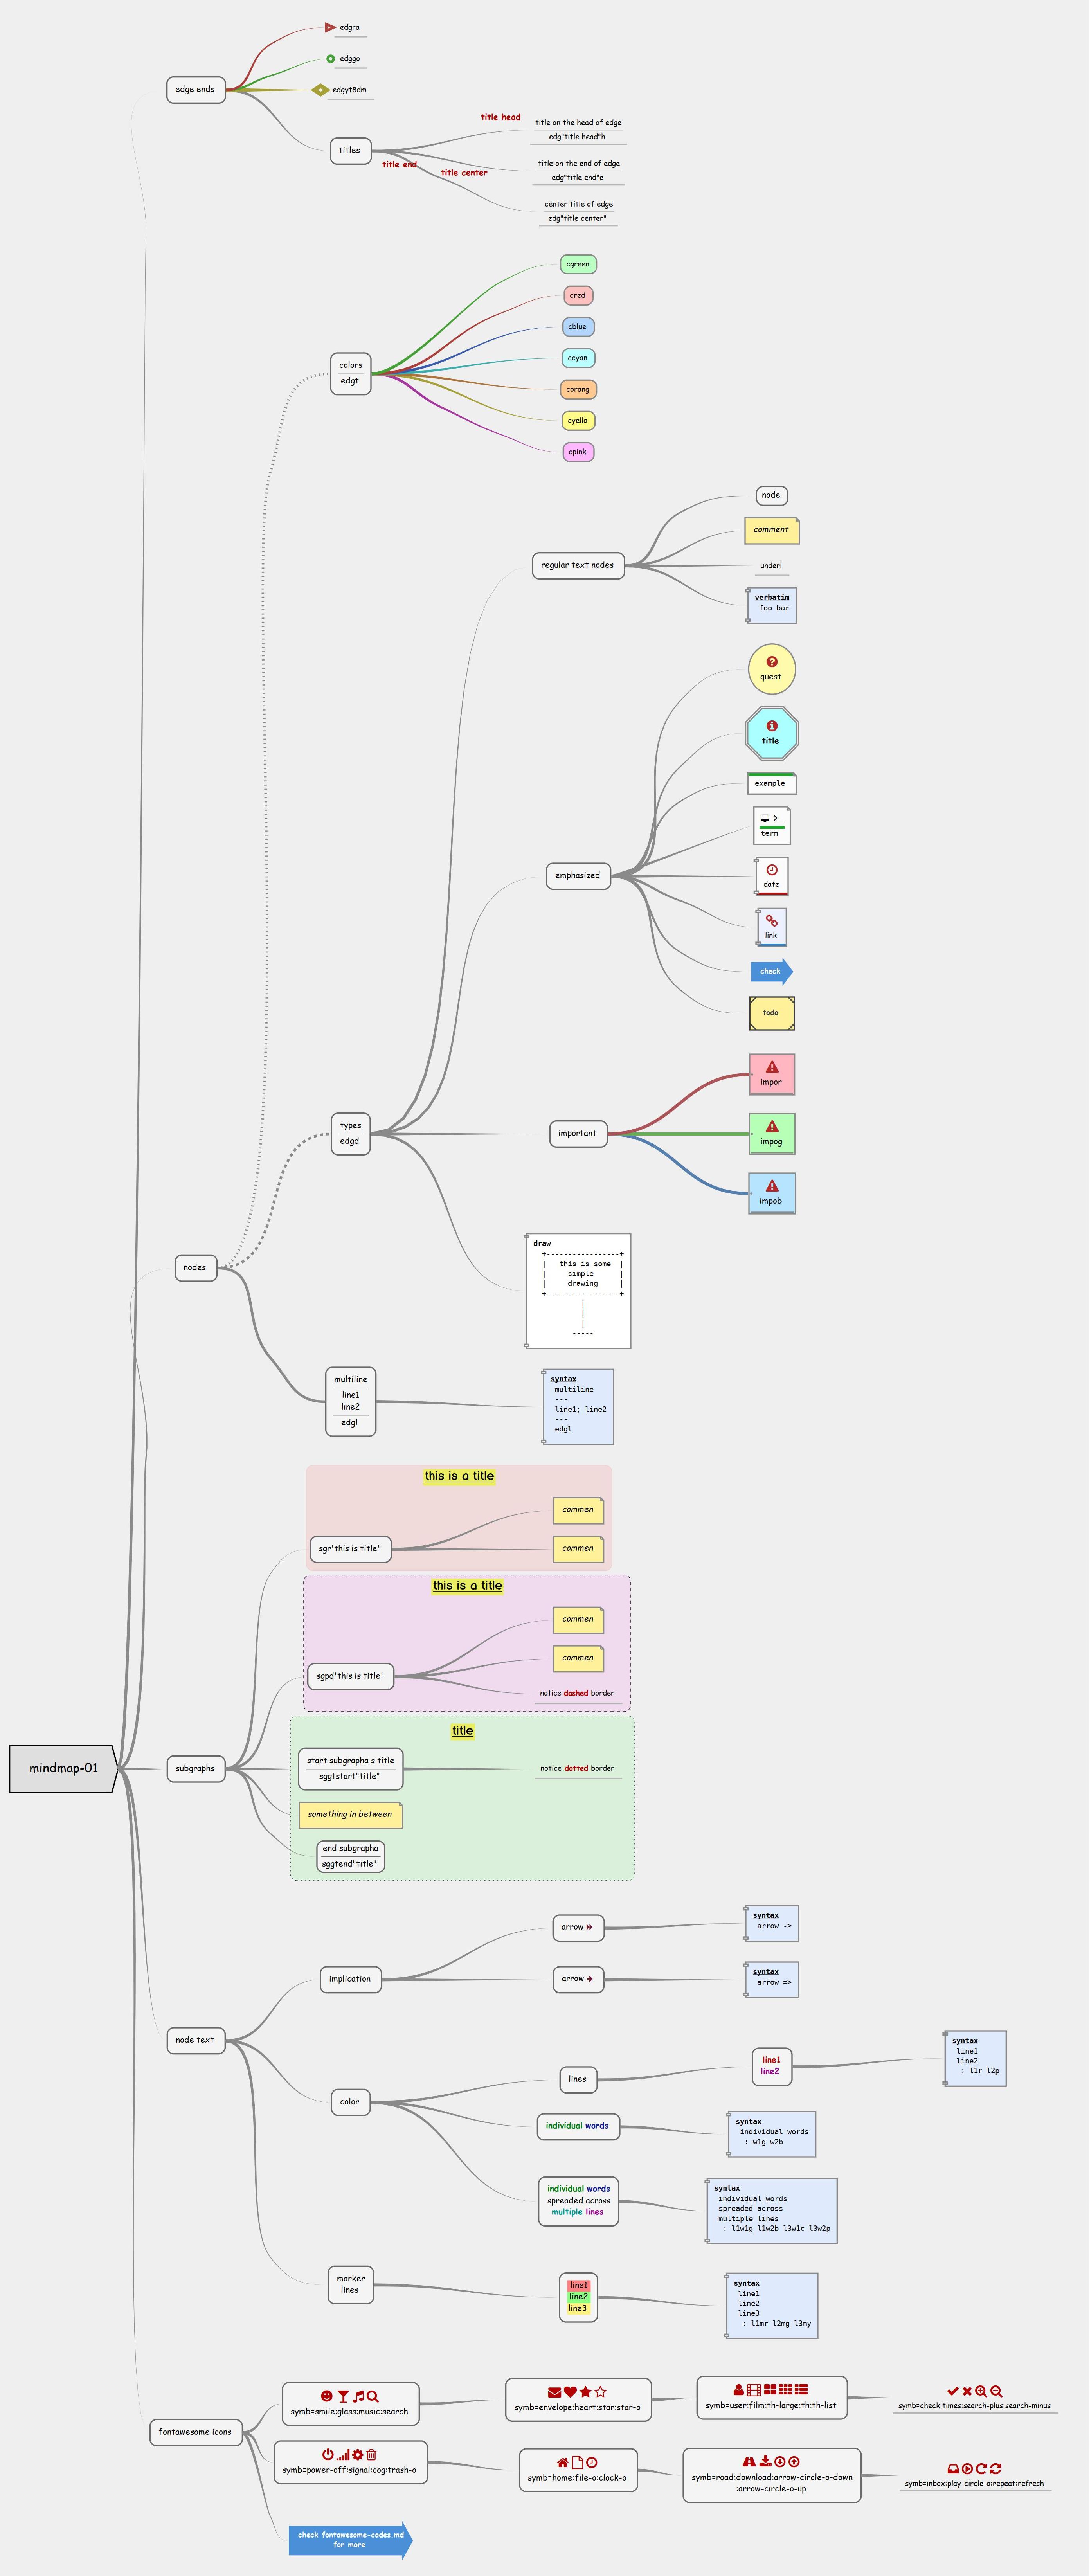 edgra
edggo
edge ends
edgyt8dm
title head
title on the head of edge
edg"title head"h
titles
title end
title on the end of edge
title center
edg"title end"e
center title of edge
edg"title center"
cgreen
cred
cblue
colors
ccyan
edgt
corang
cyello
cpink
node
comment
regular text nodes
underl
verbatim
foo bar
quest
title
example
>_
term
emphasized
date
link
check
todo
impor
types
important
edgd
impog
impob
draw
+-----------------+
|   this is some  |
|     simple      |
|     drawing     |
+-----------------+
|
|
|
-----
nodes
multiline
line1
line2
edgl
syntax
multiline
---
line1; line2
---
edgl
this is a title
commen
sgr'this is title'
commen
this is a title
commen
commen
sgpd'this is title'
notice dashed border
title
mindmap-01
subgraphs
start subgrapha s title
sggtstart"title"
notice dotted border
something in between
end subgrapha
sggtend"title"
arrow
syntax
arrow ->
implication
arrow
syntax
arrow =>
node text
color
lines
line1
line2
syntax
line1
line2
: l1r l2p
individual words
syntax
individual words
: w1g w2b
individual words
spreaded across
multiple lines
syntax
individual words
spreaded across
multiple lines
: l1w1g l1w2b l3w1c l3w2p
marker
lines
line1
line2
line3
syntax
line1
line2
line3
: l1mr l2mg l3my
fontawesome icons
symb=smile:glass:music:search
symb=envelope:heart:star:star-o
symb=user:film:th-large:th:th-list
symb=check:times:search-plus:search-minus
symb=power-off:signal:cog:trash-o
symb=home:file-o:clock-o
symb=road:download:arrow-circle-o-down
:arrow-circle-o-up
symb=inbox:play-circle-o:repeat:refresh
check fontawesome-codes.md
for more